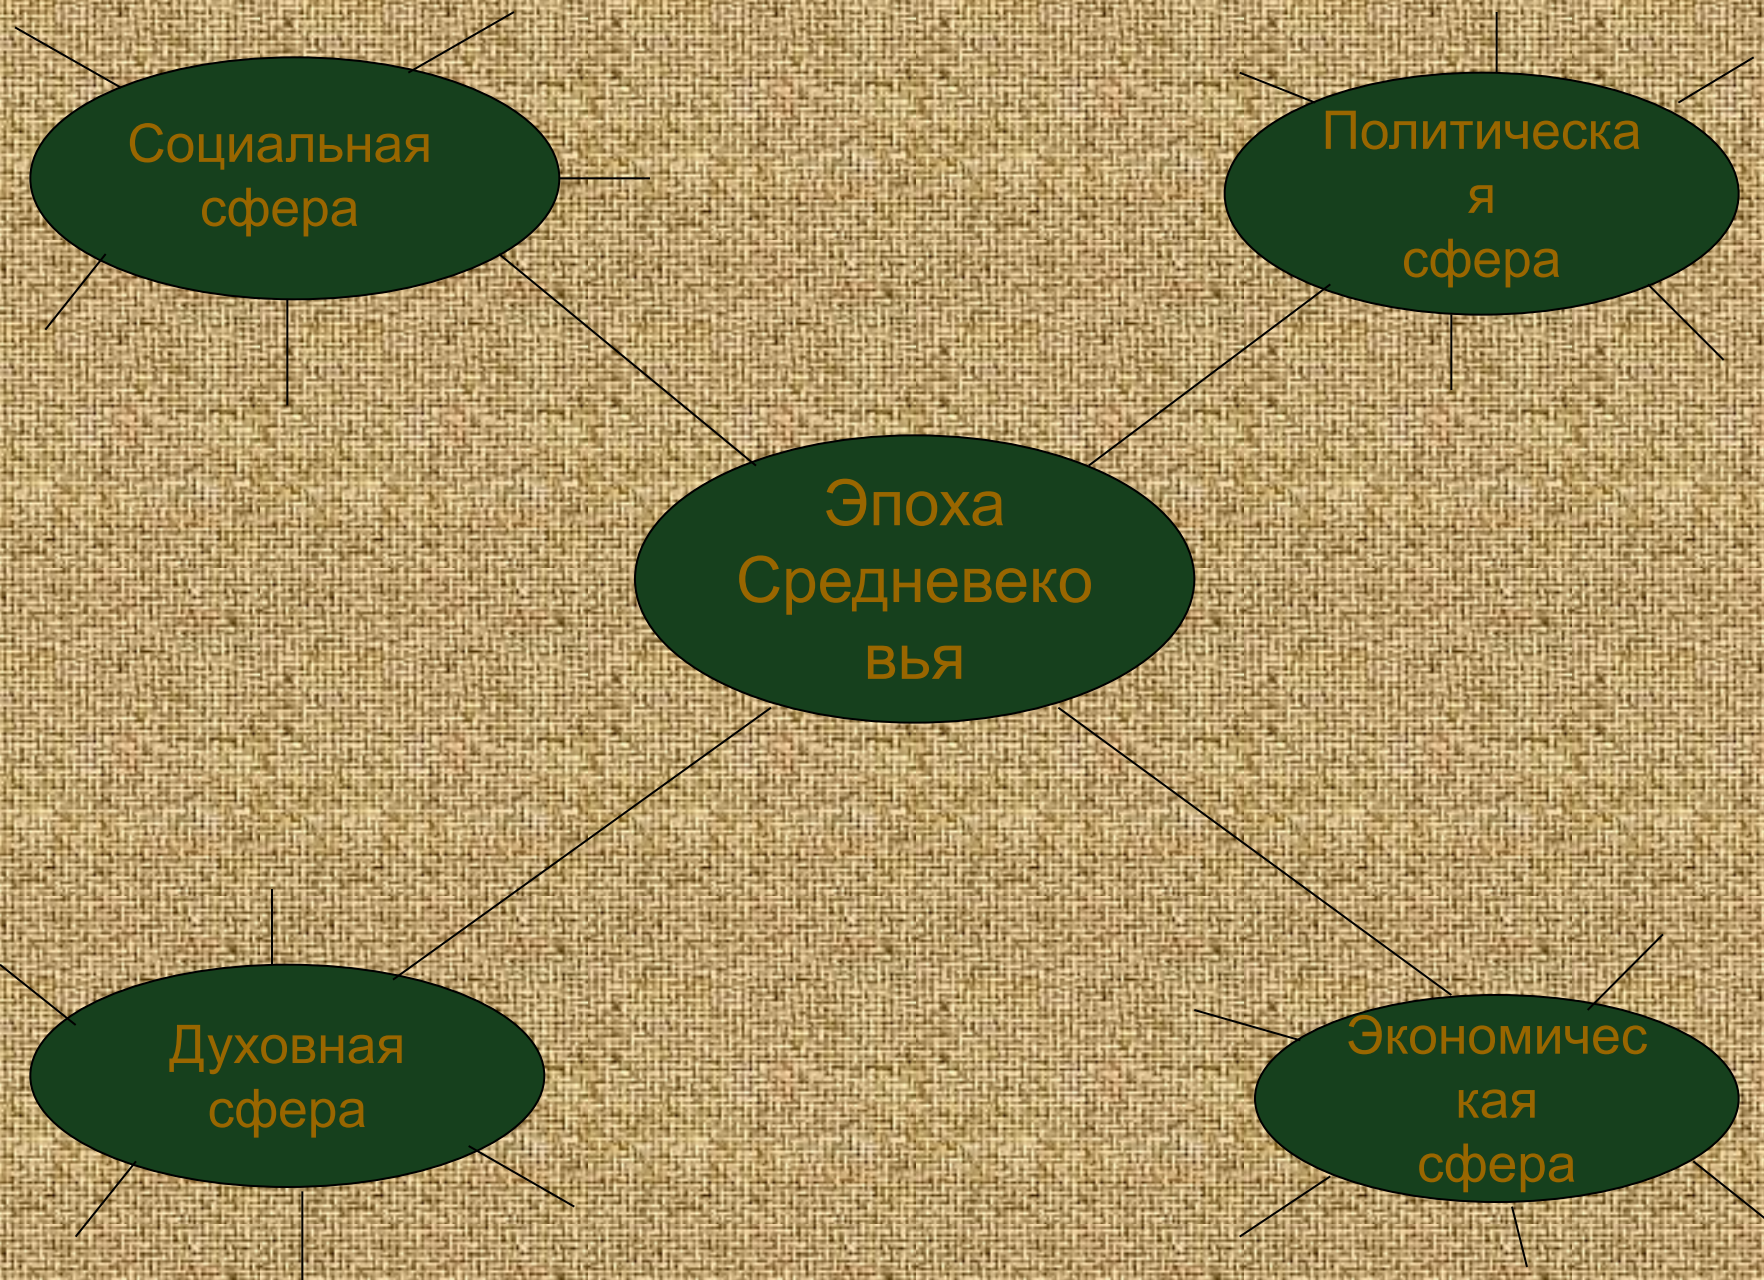 Социальная
сфера
Политическа
я
сфера
Эпоха
Средневеко
вья
Духовная
сфера
Экономичес
кая
сфера